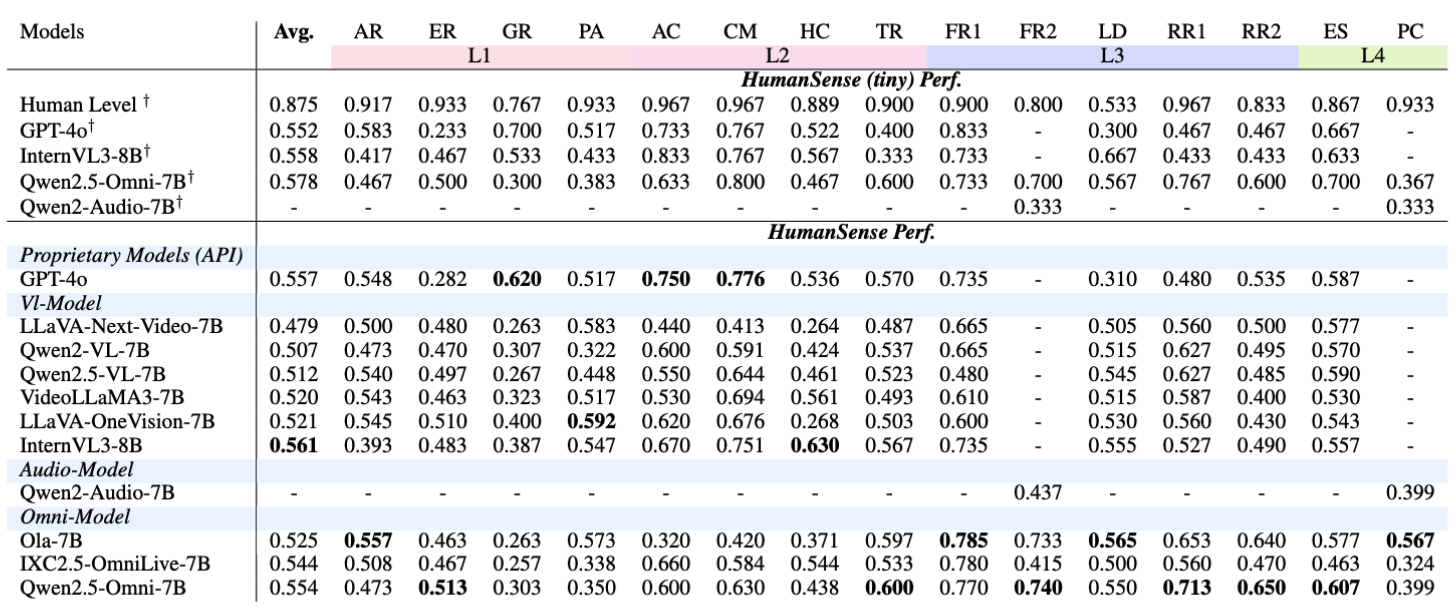 Models Avg. AR ER GR PA AC CM HC TR FR1 FR2 LD RR1 RR2 ES PC
L1 L2 L3 L4
HumanSense (tiny) Perf.
Human Level † 0.875 0.917 0.933 0.767 0.933 0.967 0.967 0.889 0.900 0.900 0.800 0.533 0.967 0.833 0.867 0.933
GPT-4o† 0.552 0.583 0.233 0.700 0.517 0.733 0.767 0.522 0.400 0.833 - 0.300 0.467 0.467 0.667 -
InternVL3-8B† 0.558 0.417 0.467 0.533 0.433 0.833 0.767 0.567 0.333 0.733 - 0.667 0.433 0.433 0.633 -
Qwen2.5-Omni-7B† 0.578 0.467 0.500 0.300 0.383 0.633 0.800 0.467 0.600 0.733 0.700 0.567 0.767 0.600 0.700 0.367
Qwen2-Audio-7B† - - - - - - - - - - 0.333 - - - - 0.333
HumanSense Perf.
Proprietary Models (API)
GPT-4o 0.557 0.548 0.282 0.620 0.517 0.750 0.776 0.536 0.570 0.735 - 0.310 0.480 0.535 0.587 -
Vl-Model
LLaVA-Next-Video-7B 0.479 0.500 0.480 0.263 0.583 0.440 0.413 0.264 0.487 0.665 - 0.505 0.560 0.500 0.577 -
Qwen2-VL-7B 0.507 0.473 0.470 0.307 0.322 0.600 0.591 0.424 0.537 0.665 - 0.515 0.627 0.495 0.570 -
Qwen2.5-VL-7B 0.512 0.540 0.497 0.267 0.448 0.550 0.644 0.461 0.523 0.480 - 0.545 0.627 0.485 0.590 -
VideoLLaMA3-7B 0.520 0.543 0.463 0.323 0.517 0.530 0.694 0.561 0.493 0.610 - 0.515 0.587 0.400 0.530 -
LLaVA-OneVision-7B 0.521 0.545 0.510 0.400 0.592 0.620 0.676 0.268 0.503 0.600 - 0.530 0.560 0.430 0.543 -
InternVL3-8B 0.561 0.393 0.483 0.387 0.547 0.670 0.751 0.630 0.567 0.735 - 0.555 0.527 0.490 0.557 -
Audio-Model
Qwen2-Audio-7B - - - - - - - - - - 0.437 - - - - 0.399
Omni-Model
Ola-7B 0.525 0.557 0.463 0.263 0.573 0.320 0.420 0.371 0.597 0.785 0.733 0.565 0.653 0.640 0.577 0.567
IXC2.5-OmniLive-7B 0.544 0.508 0.467 0.257 0.338 0.660 0.584 0.544 0.533 0.780 0.415 0.500 0.560 0.470 0.463 0.324
Qwen2.5-Omni-7B 0.554 0.473 0.513 0.303 0.350 0.600 0.630 0.438 0.600 0.770 0.740 0.550 0.713 0.650 0.607 0.399